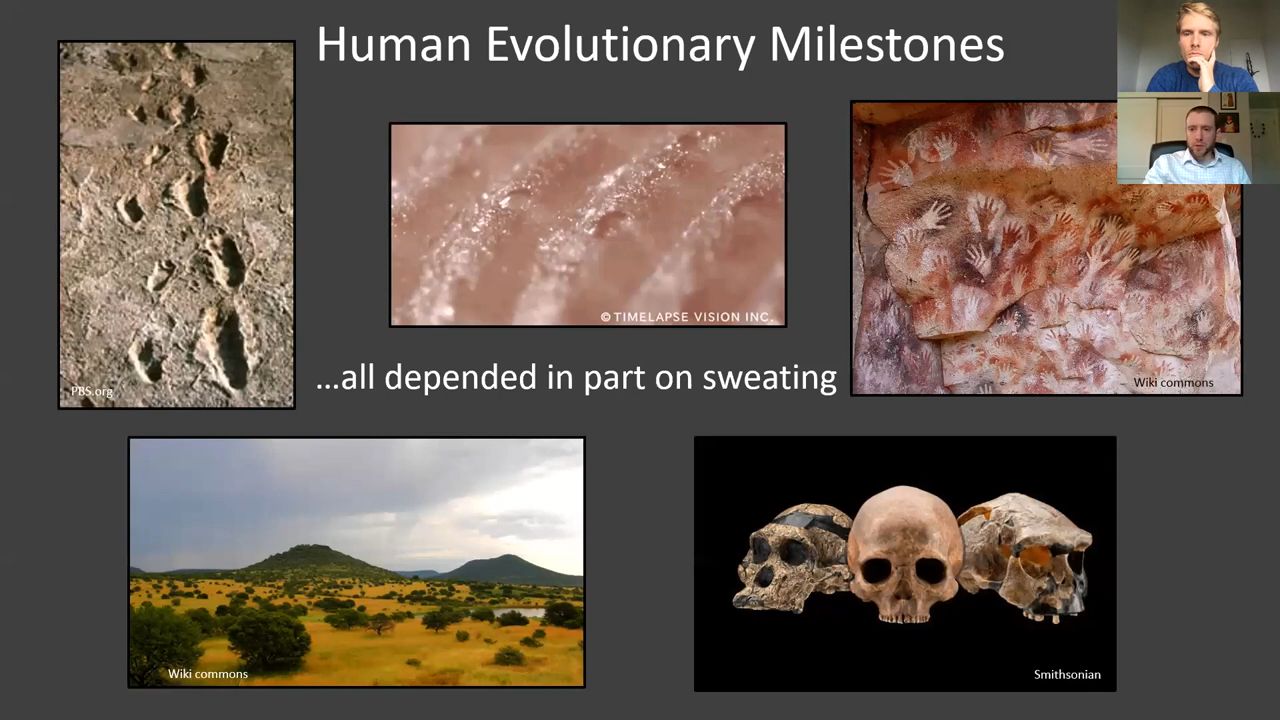 Human Evolutionary Milestones
PBS.org
© TIMELAPSE VISION INC.
Wiki commons
...all depended in part on sweating
Wiki commons
Smithsonian